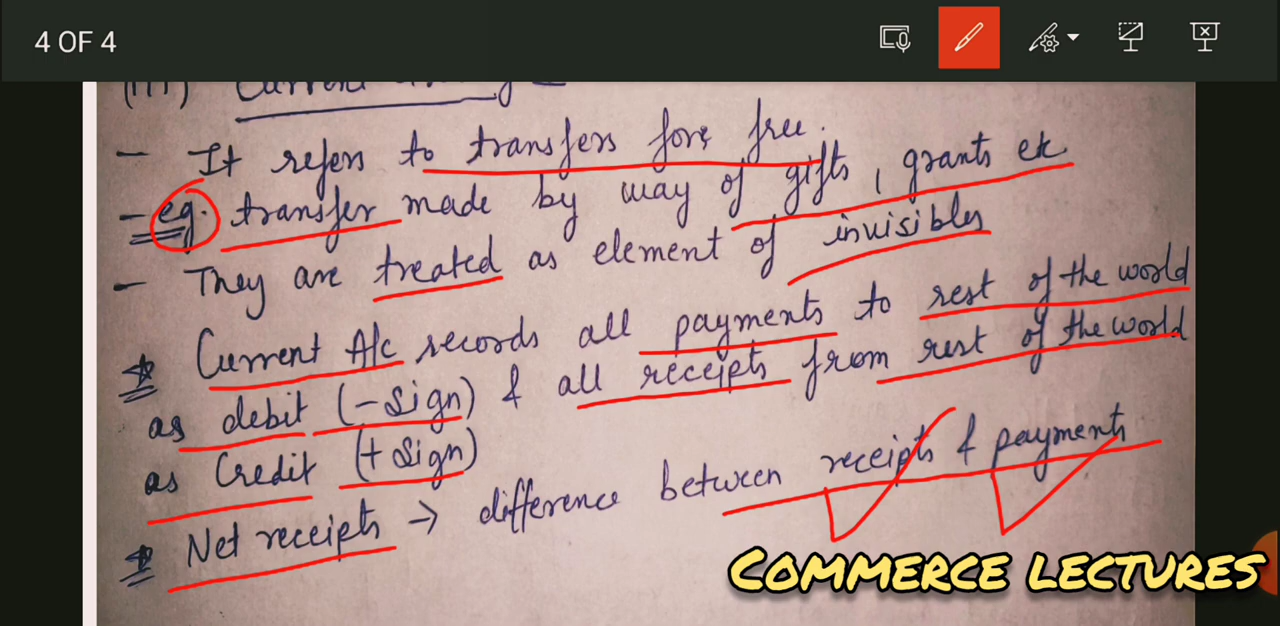 4 OF 4
(iii) Current
- It refers to transfers for free.
- eg. transfer made by way of gifts, grants etc
- They are treated as element of invisibles
* Current A/c records all payments to rest of the world
as debit (- sign) & all receipts from rest of the world
as Credit (+ sign)
* Net receipts → difference between receipts & payments
COMMERCE LECTURES